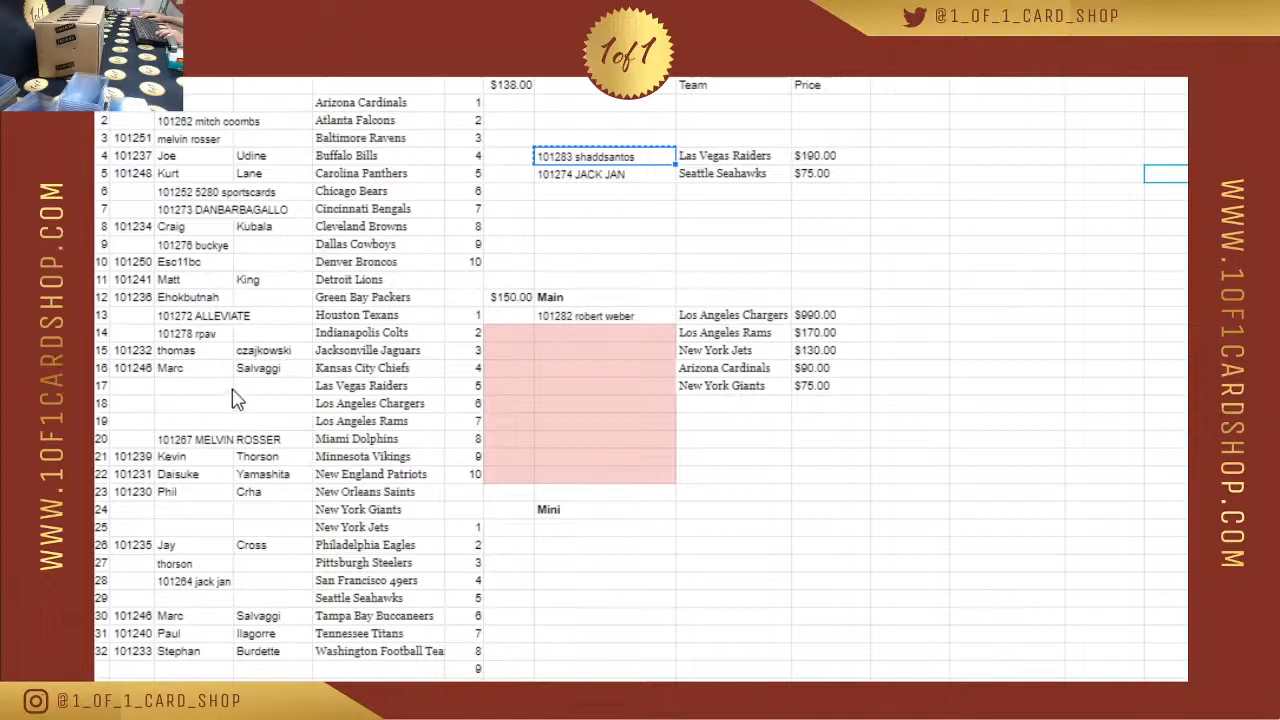 @1_OF_1_CARD_SHOP
1of1
$138.00 Team Price
Arizona Cardinals 1
2 101262 mitch coombs Atlanta Falcons 2
3 101251 melvin rosser Baltimore Ravens 3
4 101237 Joe Udine Buffalo Bills 4 101283 shaddsantos Las Vegas Raiders $190.00
5 101248 Kurt Lane Carolina Panthers 5 101274 JACK JAN Seattle Seahawks $75.00
6 101252 5280 sportscards Chicago Bears 6
7 101273 DANBARBAGALLO Cincinnati Bengals 7
8 101234 Craig Kubala Cleveland Browns 8
9 101276 buckye Dallas Cowboys 9
10 101250 Esc11bc Denver Broncos 10
11 101241 Matt King Detroit Lions
12 101236 Ehokbutnah Green Bay Packers $150.00 Main
13 101272 ALLEVIATE Houston Texans 1 101282 robert weber Los Angeles Chargers $990.00
14 101278 rpav Indianapolis Colts 2 Los Angeles Rams $170.00
15 101232 thomas czajkowski Jacksonville Jaguars 3 New York Jets $130.00
16 101246 Marc Salvaggi Kansas City Chiefs 4 Arizona Cardinals $90.00
17 Las Vegas Raiders 5 New York Giants $75.00
18 Los Angeles Chargers 6
19 Los Angeles Rams 7
20 101267 MELVIN ROSSER Miami Dolphins 8
21 101239 Kevin Thorson Minnesota Vikings 9
22 101231 Daisuke Yamashita New England Patriots 10
23 101230 Phil Crha New Orleans Saints
24 New York Giants Mini
25 New York Jets 1
26 101235 Jay Cross Philadelphia Eagles 2
27 thorson Pittsburgh Steelers 3
28 101264 jack jan San Francisco 49ers 4
29 Seattle Seahawks 5
30 101246 Marc Salvaggi Tampa Bay Buccaneers 6
31 101240 Paul Ilagorre Tennessee Titans 7
32 101233 Stephan Burdette Washington Football Tea 8
9
WWW.1OF1CARDSHOP.COM
WWW.1OF1CARDSHOP.COM
@1_OF_1_CARD_SHOP